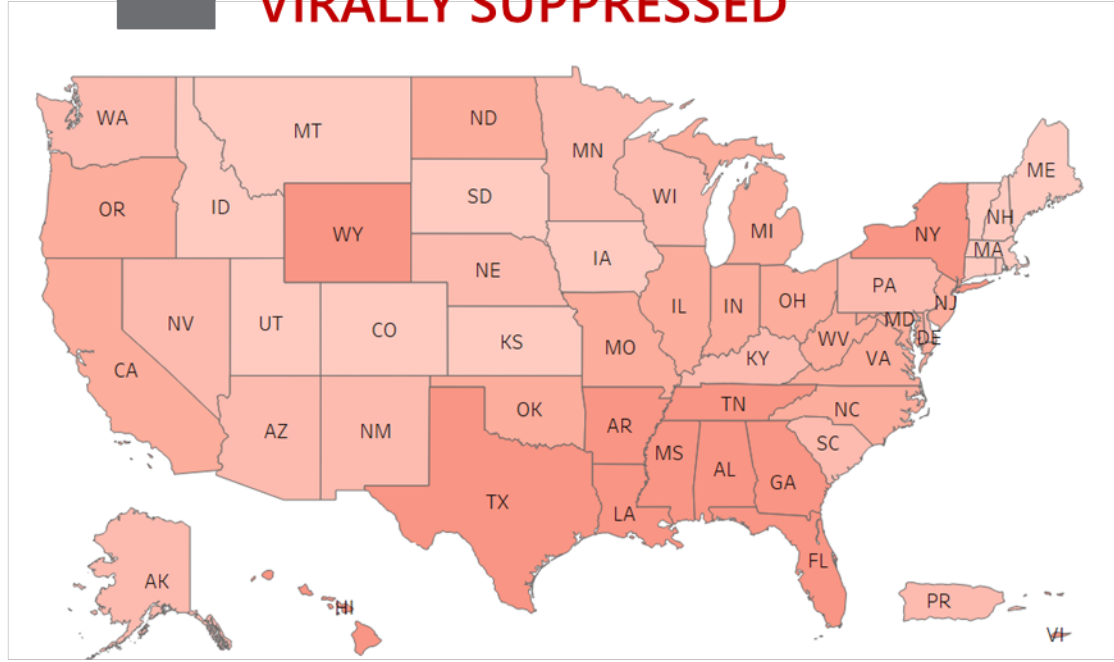 VIRALLY SUPPRESSED
WA
MT
ND
MN
ME
OR
ID
SD
WI
MI
NH
WY
NY
MA
NE
IA
PA
NJ
NV
UT
CO
IL
IN
OH
MD
DE
KS
MO
KY
WV
VA
CA
AZ
NM
OK
AR
TN
NC
SC
MS
AL
GA
TX
LA
FL
AK
HI
PR
VI